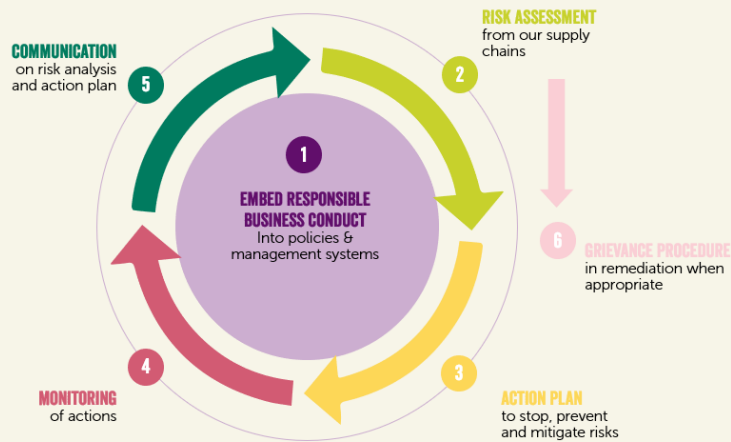 1
EMBED RESPONSIBLE
BUSINESS CONDUCT
Into policies &
management systems
2
RISK ASSESSMENT
from our supply
chains
3
ACTION PLAN
to stop, prevent
and mitigate risks
4
MONITORING
of actions
5
COMMUNICATION
on risk analysis
and action plan
6
GRIEVANCE PROCEDURE
in remediation when
appropriate